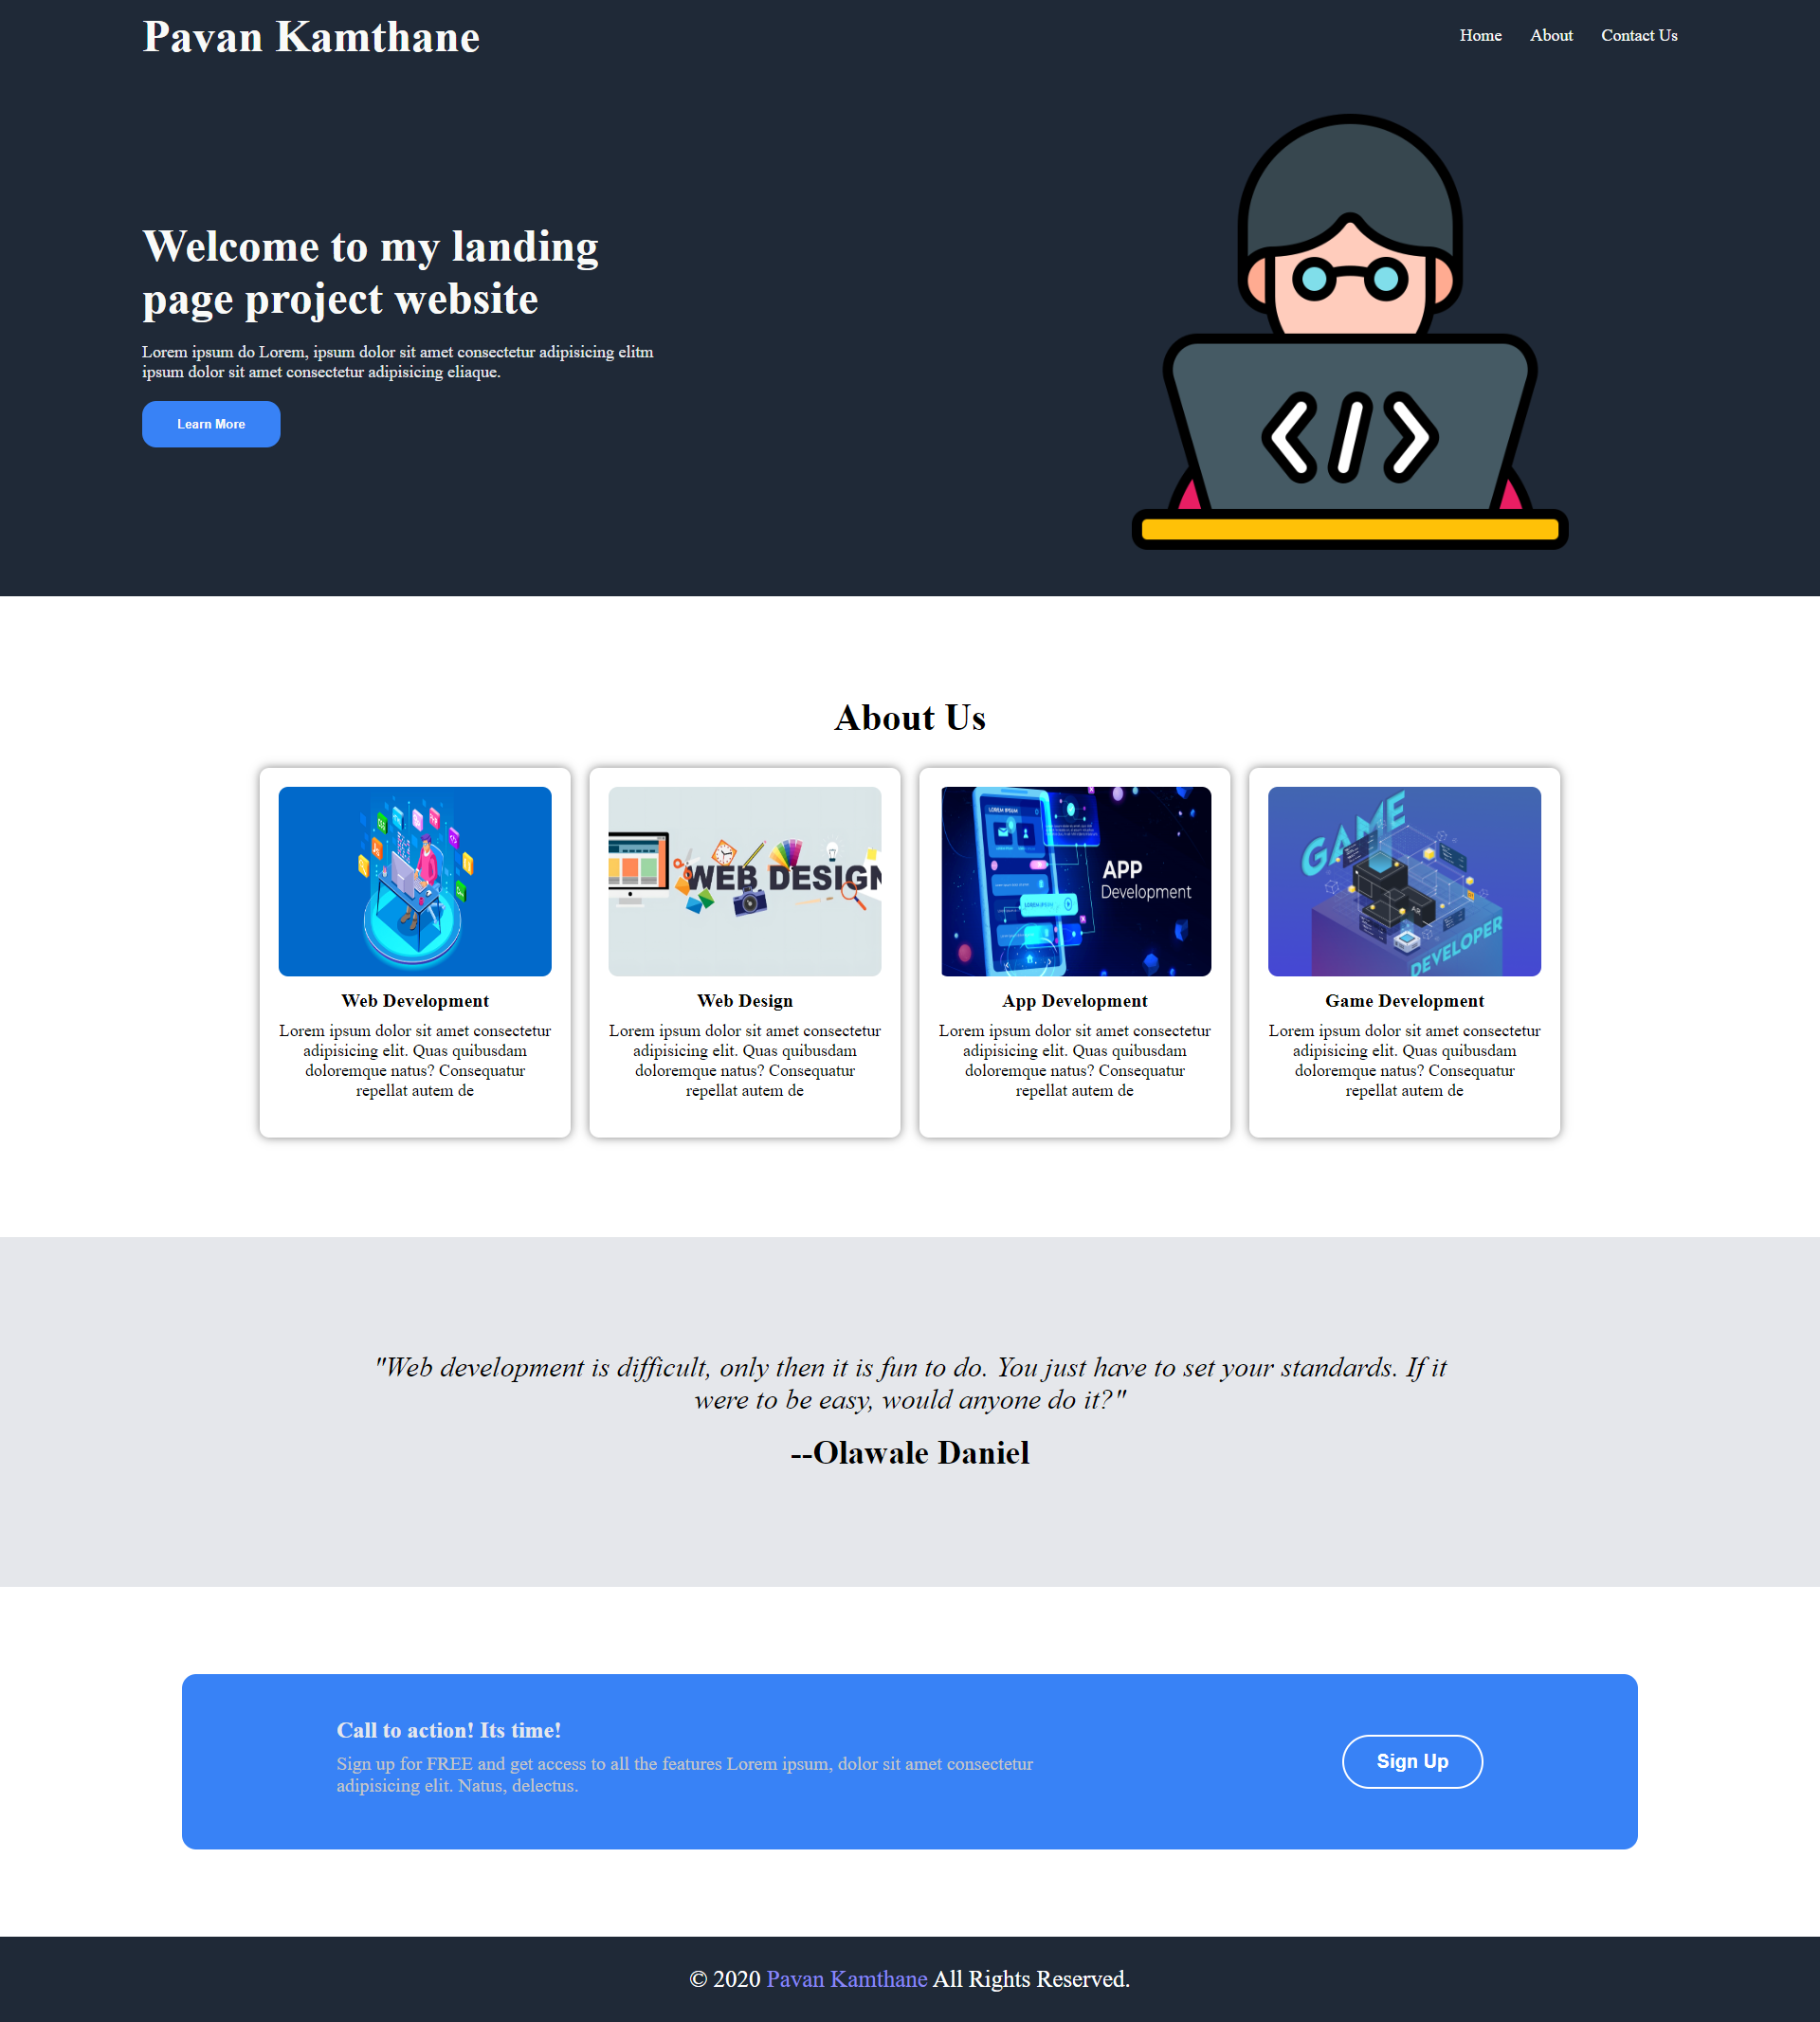 Pavan Kamthane
Home About Contact Us
Welcome to my landing
page project website
Lorem ipsum do Lorem, ipsum dolor sit amet consectetur adipisicing elitm
ipsum dolor sit amet consectetur adipisicing eliaque.
Learn More
</>
About Us
WEB DESIGN
LOREM IPSUM
APP
Development
LOREM IPSUM
GAME
DEVELOPER
Web Development
Lorem ipsum dolor sit amet consectetur
adipisicing elit. Quas quibusdam
doloremque natus? Consequatur
repellat autem de
Web Design
Lorem ipsum dolor sit amet consectetur
adipisicing elit. Quas quibusdam
doloremque natus? Consequatur
repellat autem de
App Development
Lorem ipsum dolor sit amet consectetur
adipisicing elit. Quas quibusdam
doloremque natus? Consequatur
repellat autem de
Game Development
Lorem ipsum dolor sit amet consectetur
adipisicing elit. Quas quibusdam
doloremque natus? Consequatur
repellat autem de
"Web development is difficult, only then it is fun to do. You just have to set your standards. If it
were to be easy, would anyone do it?"
--Olawale Daniel
Call to action! Its time!
Sign up for FREE and get access to all the features Lorem ipsum, dolor sit amet consectetur
adipisicing elit. Natus, delectus.
Sign Up
© 2020 Pavan Kamthane All Rights Reserved.